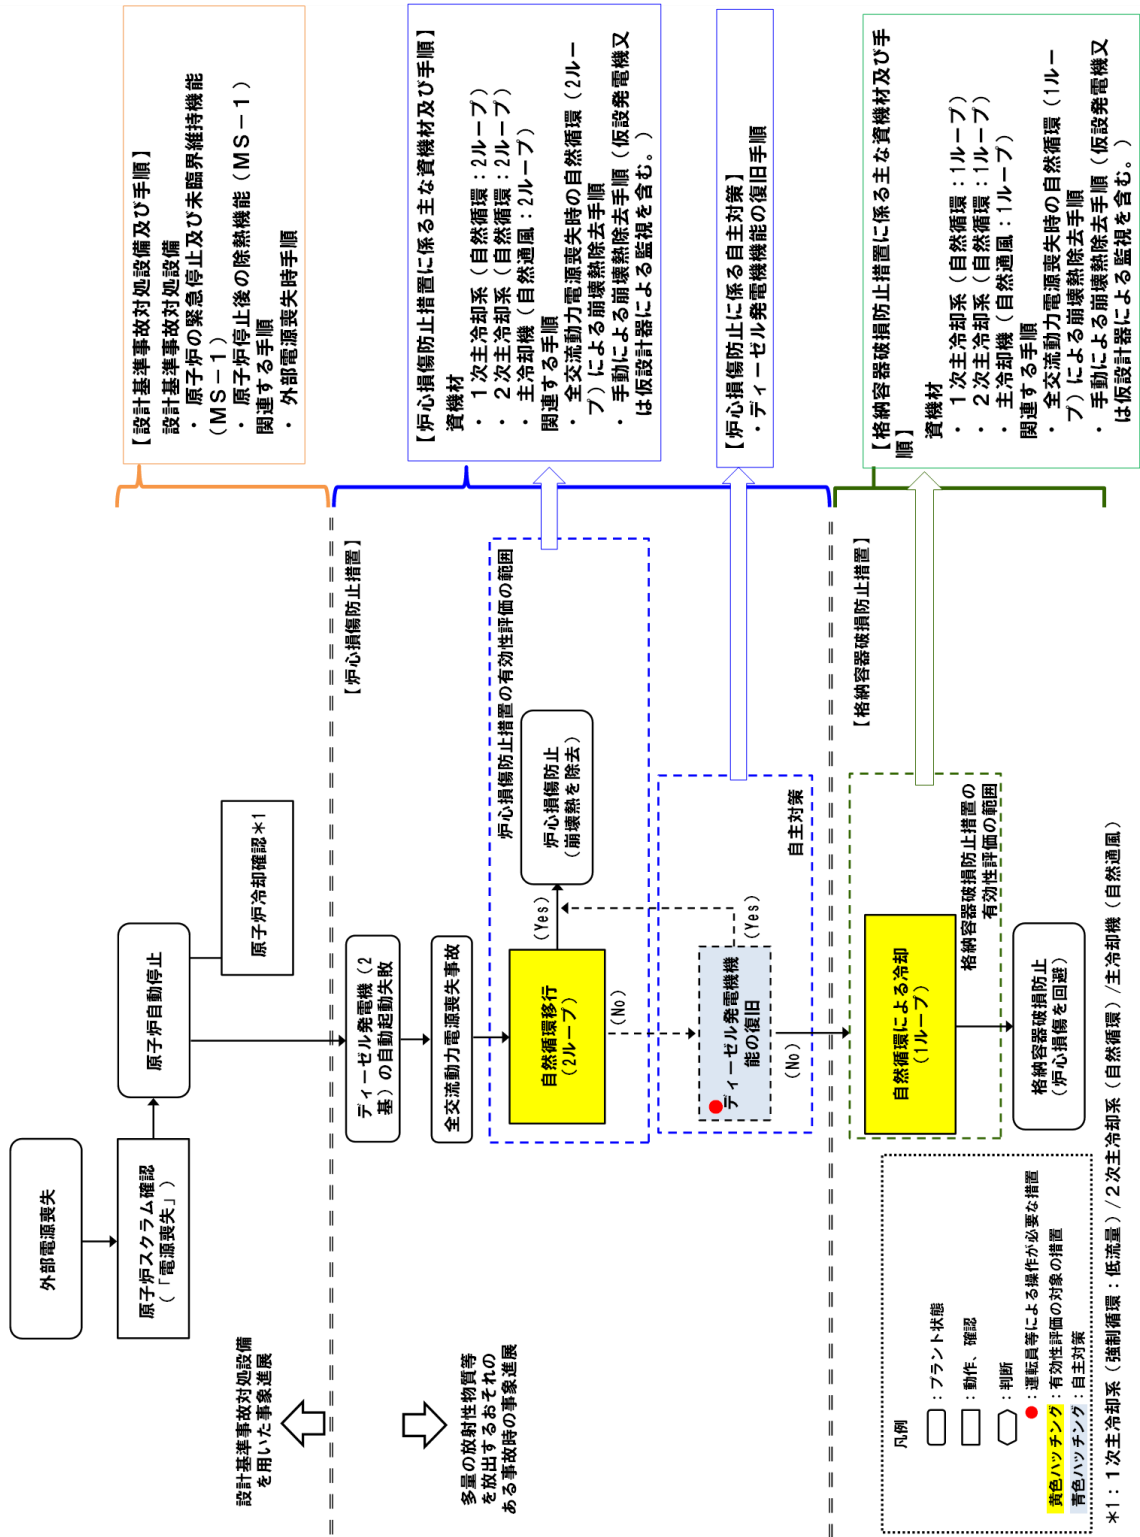 外部電源喪失
原子炉スクラム確認
（「電源喪失」）
原子炉自動停止
原子炉冷却確認*1
設計基準事故対処設備
を用いた事象進展
【設計基準事故対処設備及び手順】
設計基準事故対処設備
・原子炉の緊急停止及び未臨界維持機能
（ＭＳ－１）
・原子炉停止後の除熱機能（ＭＳ－１）
関連する手順
・外部電源喪失時手順
多量の放射性物質等
を放出するおそれの
ある事故時の事象進展
【炉心損傷防止措置】
ディーゼル発電機（2
基）の自動起動失敗
全交流動力電源喪失事故
炉心損傷防止措置の有効性評価の範囲
自然循環移行
（2ループ）
（Yes）
炉心損傷防止
（崩壊熱を除去）
（No）
ディーゼル発電機機
能の復旧
（Yes）
自主対策
（No）
【炉心損傷防止措置に係る主な資機材及び手順】
資機材
・１次主冷却系（自然循環：2ループ）
・２次主冷却系（自然循環：2ループ）
・主冷却機（自然通風：2ループ）
関連する手順
・全交流動力電源喪失時の自然循環（2ルー
プ）による崩壊熱除去手順
・手動による崩壊熱除去手順（仮設発電機又
は仮設計器による監視を含む。）
【炉心損傷防止に係る自主対策】
・ディーゼル発電機機能の復旧手順
【格納容器破損防止措置】
自然循環による冷却
（1ループ）
格納容器破損防止措置の
有効性評価の範囲
格納容器破損防止
（炉心損傷を回避）
【格納容器破損防止措置に係る主な資機材及び手
順】
資機材
・１次主冷却系（自然循環：1ループ）
・２次主冷却系（自然循環：1ループ）
・主冷却機（自然通風：1ループ）
関連する手順
・全交流動力電源喪失時の自然循環（1ルー
プ）による崩壊熱除去手順
・手動による崩壊熱除去手順（仮設発電機又
は仮設計器による監視を含む。）
凡例
：プラント状態
：動作、確認
：判断
：運転員等による操作が必要な措置
黄色ハッチング：有効性評価の対象の措置
青色ハッチング：自主対策
*1：１次主冷却系（強制循環：低流量）/２次主冷却系（自然循環）/主冷却機（自然通風）